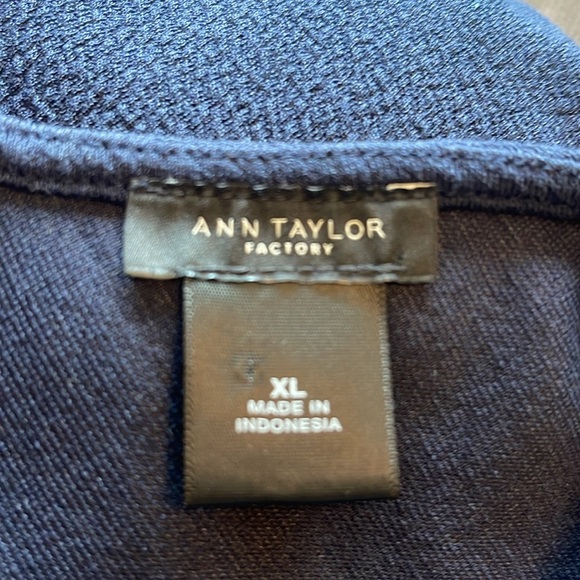 ANN TAYLOR
FACTORY
XL
MADE IN
INDONESIA